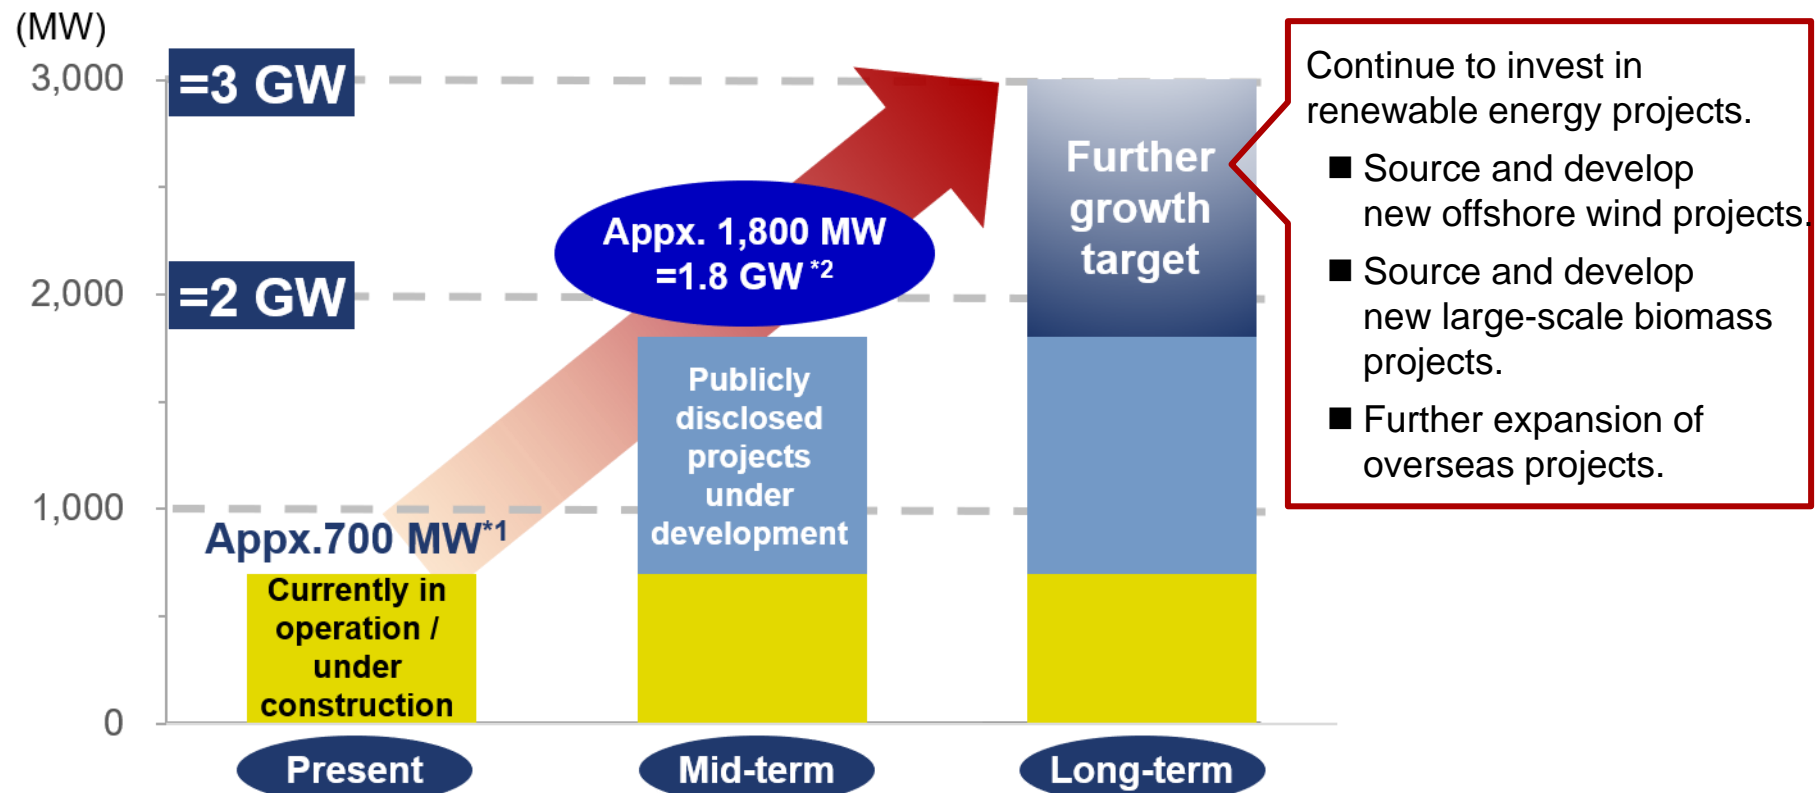 (MW)
3,000
=3 GW
2,000
=2 GW
1,000
0
Appx.700 MW*1
Currently in
operation /
under
construction
Present
Appx. 1,800 MW
=1.8 GW *2
Publicly
disclosed
projects
under
development
Mid-term
Further
growth
target
Long-term
Continue to invest in
renewable energy projects.
■ Source and develop
new offshore wind projects.
■ Source and develop
new large-scale biomass
projects.
■ Further expansion of
overseas projects.